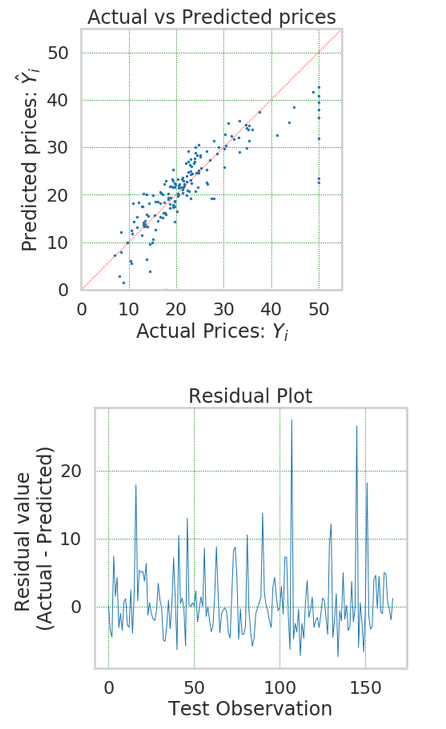 Actual vs Predicted prices
50
40
30
20
10
0
Predicted prices: Ŷᵢ
0 10 20 30 40 50
Actual Prices: Yᵢ
Residual Plot
20
10
0
Residual value
(Actual - Predicted)
0 50 100 150
Test Observation